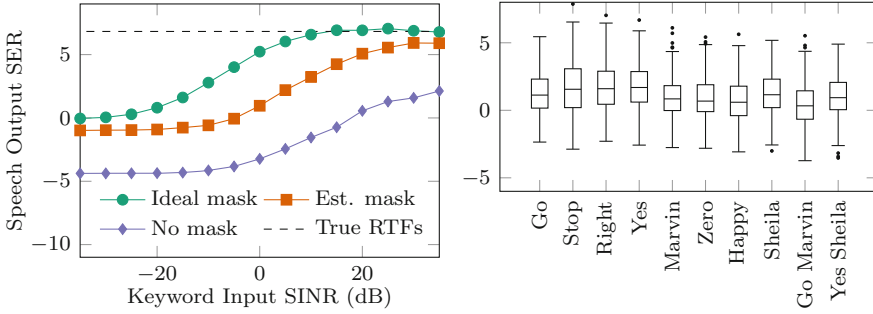 Speech Output SER
5
0
−5
−10
Ideal mask
Est. mask
No mask
True RTFs
−20
0
20
Keyword Input SINR (dB)
5
0
−5
Go
Stop
Right
Yes
Marvin
Zero
Happy
Sheila
Go Marvin
Yes Sheila